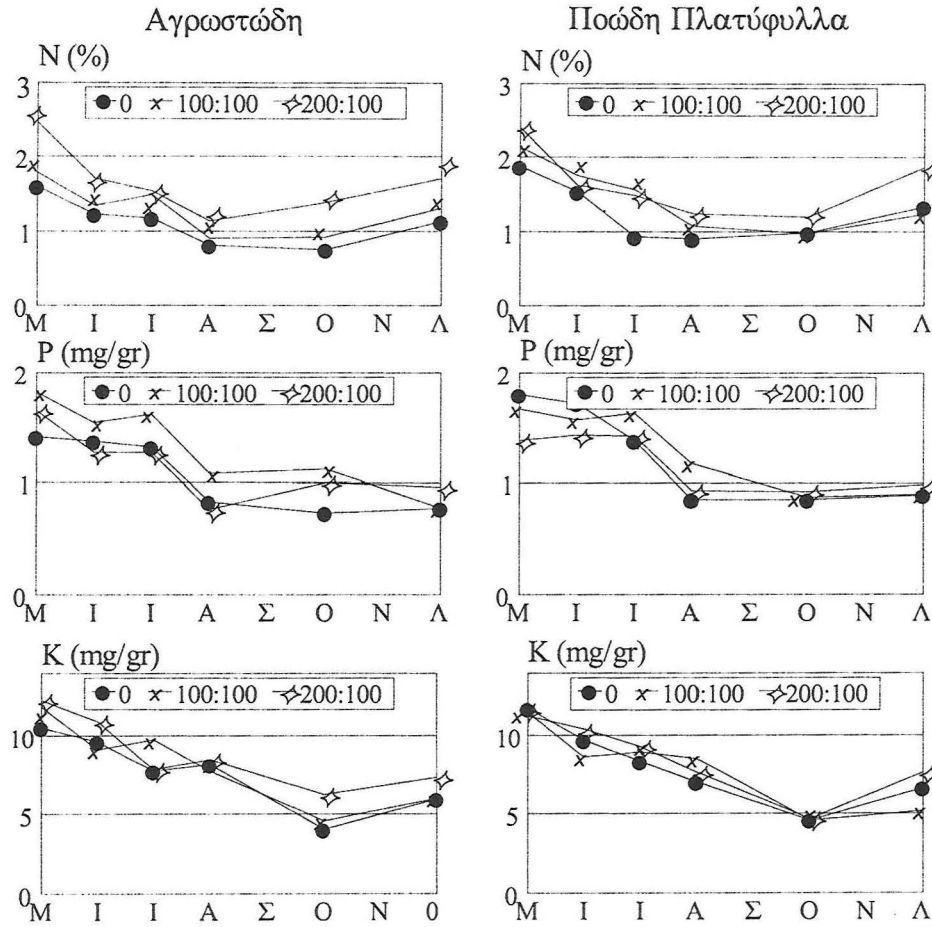 Αγρωστώδη
Ποώδη Πλατύφυλλα
N (%)
0 100:100 200:100
3
2
1
0
Μ Ι Ι Α Σ Ο Ν Λ
N (%)
0 100:100 200:100
3
2
1
0
Μ Ι Ι Α Σ Ο Ν Λ
P (mg/gr)
0 100:100 200:100
2
1
0
Μ Ι Ι Α Σ Ο Ν Λ
P (mg/gr)
0 100:100 200:100
2
1
0
Μ Ι Ι Α Σ Ο Ν Λ
K (mg/gr)
0 100:100 200:100
10
5
0
Μ Ι Ι Α Σ Ο Ν 0
K (mg/gr)
0 100:100 200:100
10
5
0
Μ Ι Ι Α Σ Ο Ν Λ